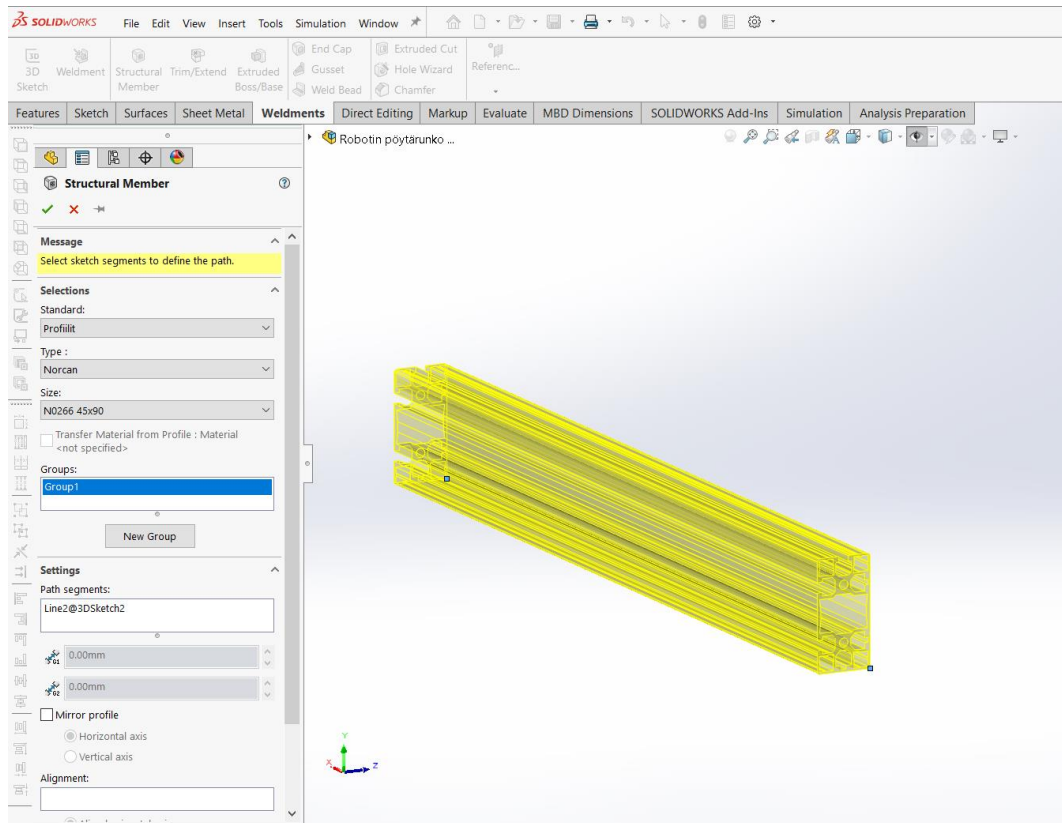 SOLIDWORKS File Edit View Insert Tools Simulation Window
3D Sketch
Weldment
Structural Member
Trim/Extend
Extruded Boss/Base
End Cap
Gusset
Weld Bead
Extruded Cut
Hole Wizard
Chamfer
Referenc...
Features Sketch Surfaces Sheet Metal Weldments Direct Editing Markup Evaluate MBD Dimensions SOLIDWORKS Add-Ins Simulation Analysis Preparation
Robotin pöytärunko ...
Structural Member
Message
Select sketch segments to define the path.
Selections
Standard:
Profiilit
Type :
Norcan
Size:
N0266 45x90
Transfer Material from Profile : Material
<not specified>
Groups:
Group1
New Group
Settings
Path segments:
Line2@3DSketch2
G1 0.00mm
G2 0.00mm
Mirror profile
Horizontal axis
Vertical axis
Alignment:
Y
X
Z